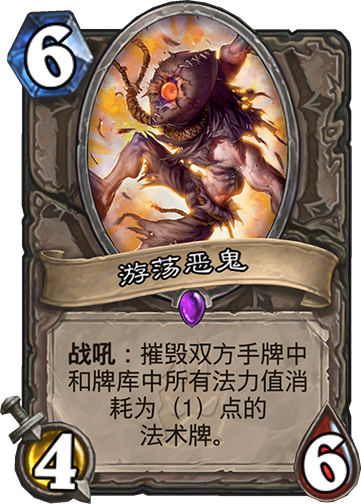 6
游荡恶鬼
战吼：摧毁双方手牌中
和牌库中所有法力值消
耗为（1）点的
法术牌。
4
6